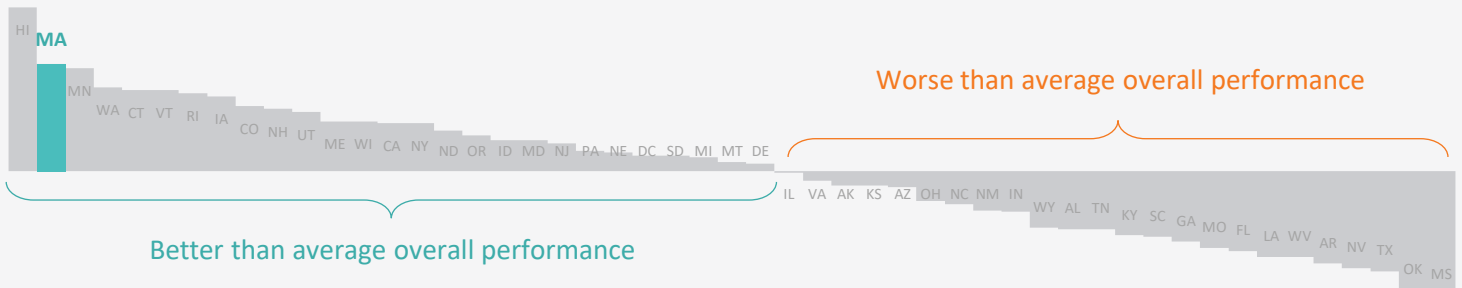 HI
MA
MN
WA CT VT RI IA CO NH UT ME WI CA NY ND OR ID MD NJ PA NE DC SD MI MT DE
Worse than average overall performance
IL VA AK KS AZ OH NC NM IN WY AL TN KY SC GA MO FL LA WV AR NV TX OK MS
Better than average overall performance